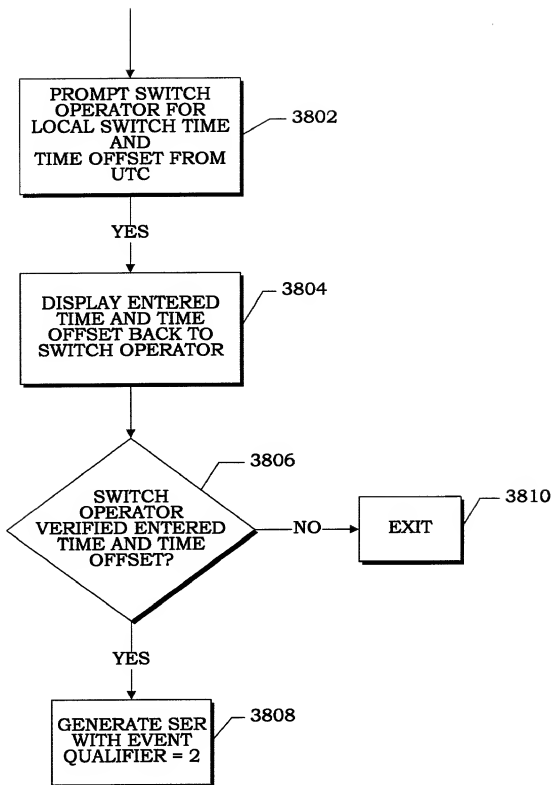 PROMPT SWITCH
OPERATOR FOR
LOCAL SWITCH TIME
AND
TIME OFFSET FROM
UTC
3802
YES
DISPLAY ENTERED
TIME AND TIME
OFFSET BACK TO
SWITCH OPERATOR
3804
SWITCH
OPERATOR
VERIFIED ENTERED
TIME AND TIME
OFFSET?
3806
NO
EXIT
3810
YES
GENERATE SER
WITH EVENT
QUALIFIER = 2
3808